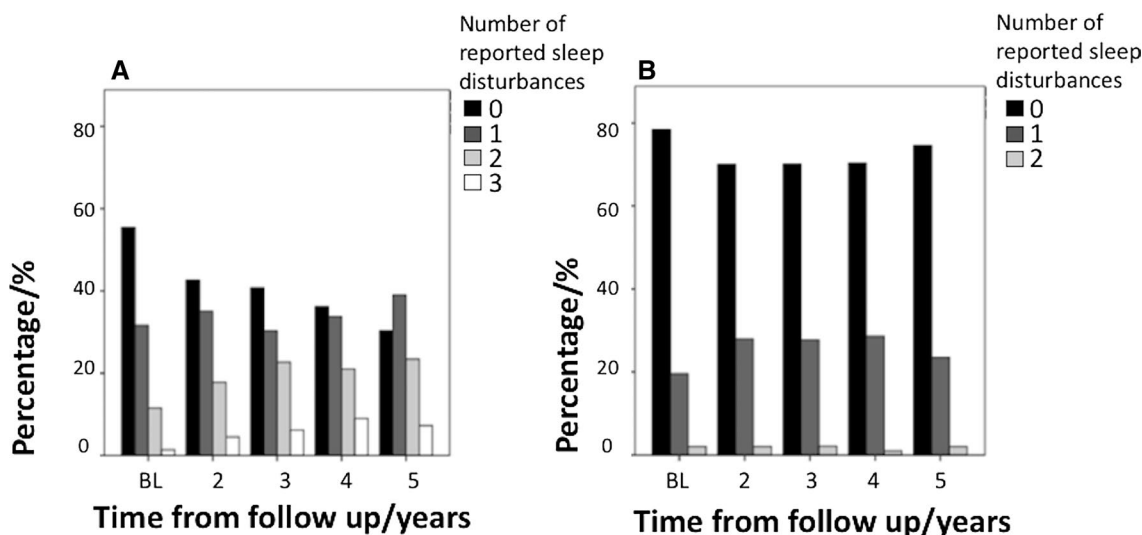 A
Number of
reported sleep
disturbances
0
1
2
3
80
60
40
20
0
Percentage/%
BL 2 3 4 5
Time from follow up/years
B
Number of
reported sleep
disturbances
0
1
2
80
60
40
20
0
Percentage/%
BL 2 3 4 5
Time from follow up/years